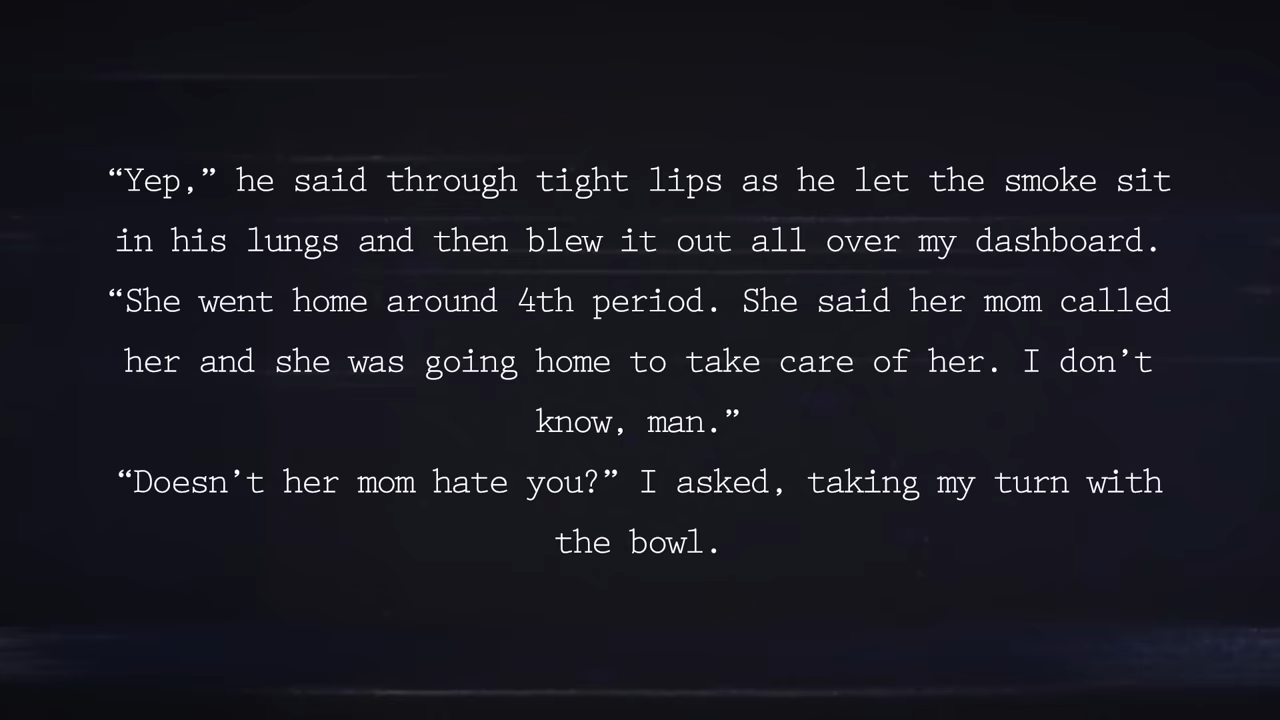 “Yep,” he said through tight lips as he let the smoke sit
in his lungs and then blew it out all over my dashboard.
“She went home around 4th period. She said her mom called
her and she was going home to take care of her. I don’t
know, man.”
“Doesn’t her mom hate you?” I asked, taking my turn with
the bowl.